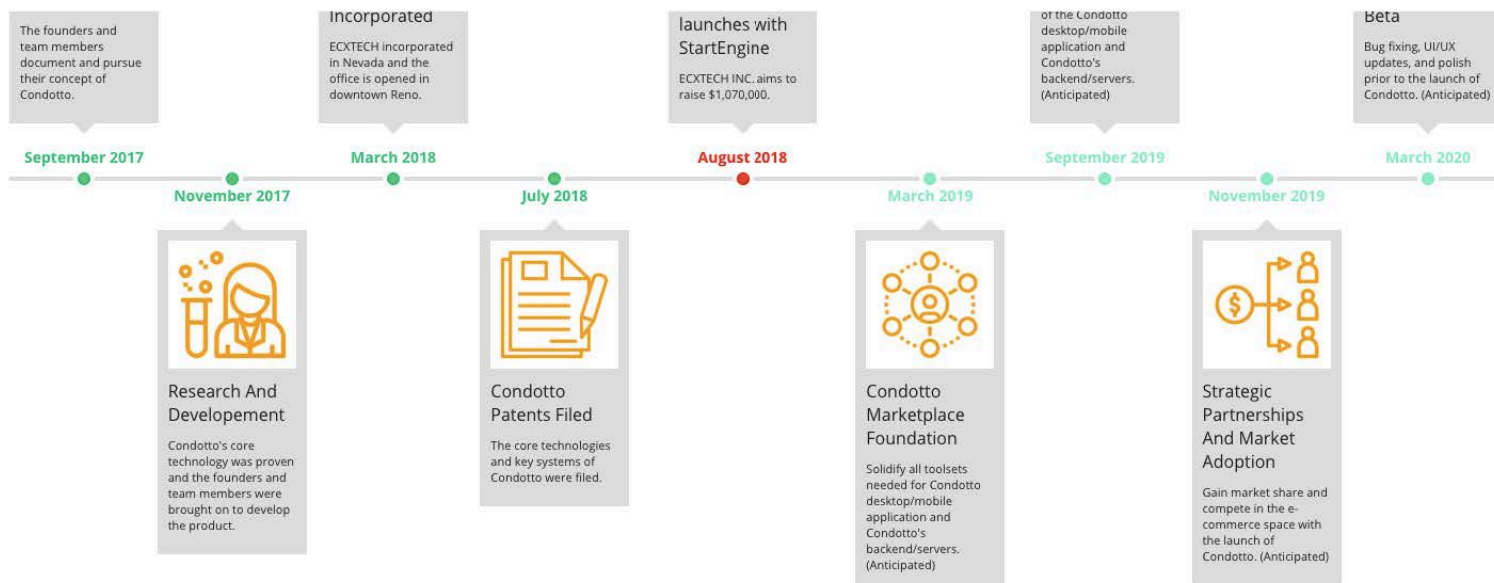 The founders and
team members
document and pursue
their concept of
Condotto.
Incorporated
ECXTECH incorporated
in Nevada and the
office is opened in
downtown Reno.
launches with
StartEngine
ECXTECH INC. aims to
raise $1,070,000.
of the Condotto
desktop/mobile
application and
Condotto's
backend/servers.
(Anticipated)
Beta
Bug fixing, UI/UX
updates, and polish
prior to the launch of
Condotto. (Anticipated)
September 2017
March 2018
August 2018
September 2019
March 2020
November 2017
July 2018
March 2019
November 2019
Research And
Developement
Condotto's core
technology was proven
and the founders and
team members were
brought on to develop
the product.
Condotto
Patents Filed
The core technologies
and key systems of
Condotto were filed.
Condotto
Marketplace
Foundation
Solidify all toolsets
needed for Condotto
desktop/mobile
application and
Condotto's
backend/servers.
(Anticipated)
$
Strategic
Partnerships
And Market
Adoption
Gain market share and
compete in the e-
commerce space with
the launch of
Condotto. (Anticipated)